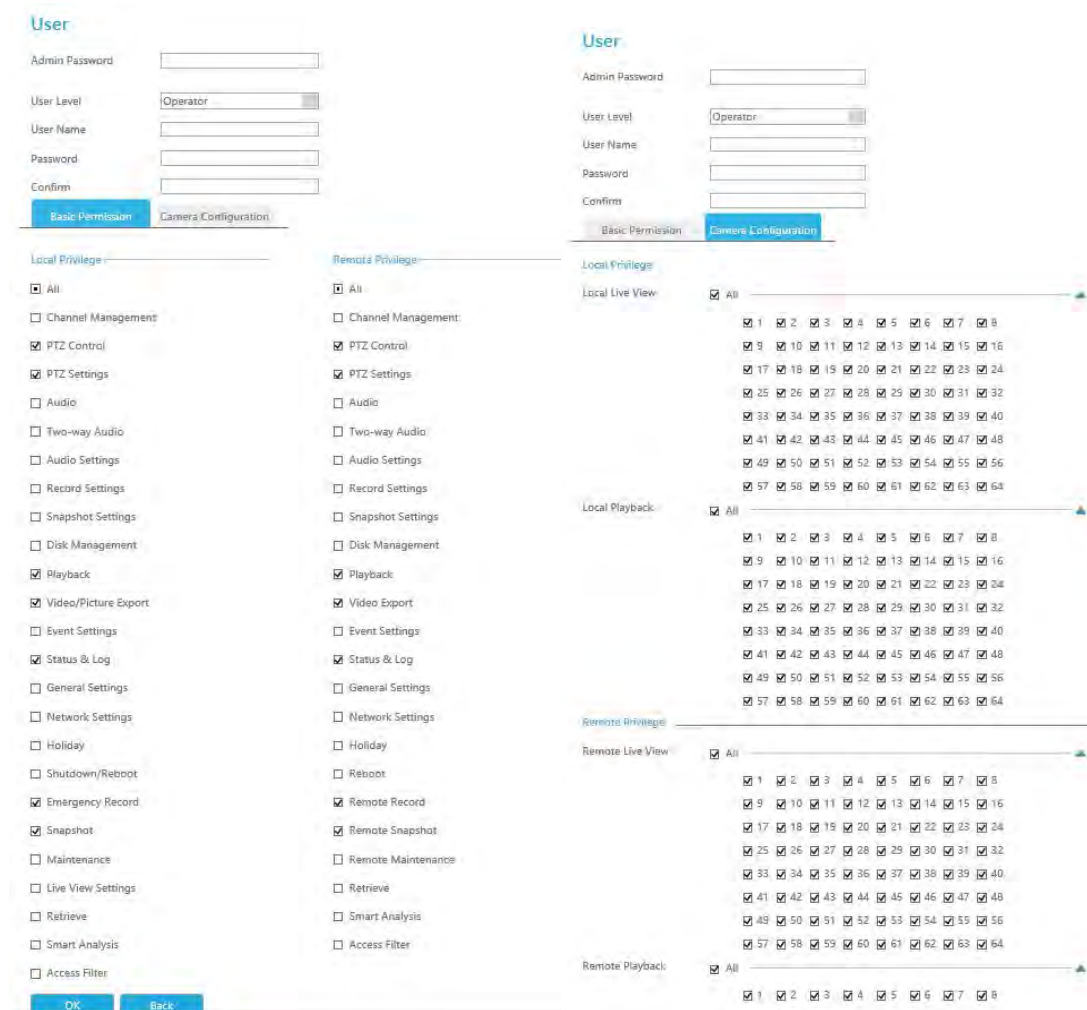 User
Admin Password
User Level Operator
User Name
Password
Confirm
Basic Permission Camera Configuration
Local Privilege Remote Privilege
All All
Channel Management Channel Management
PTZ Control PTZ Control
PTZ Settings PTZ Settings
Audio Audio
Two-way Audio Two-way Audio
Audio Settings Audio Settings
Record Settings Record Settings
Snapshot Settings Snapshot Settings
Disk Management Disk Management
Playback Playback
Video/Picture Export Video Export
Event Settings Event Settings
Status & Log Status & Log
General Settings General Settings
Network Settings Network Settings
Holiday Holiday
Shutdown/Reboot Reboot
Emergency Record Remote Record
Snapshot Remote Snapshot
Maintenance Remote Maintenance
Live View Settings Retrieve
Retrieve Smart Analysis
Smart Analysis Access Filter
Access Filter
OK Back
User
Admin Password
User Level Operator
User Name
Password
Confirm
Basic Permission Camera Configuration
Local Privilege
Local Live View All
1 2 3 4 5 6 7 8
9 10 11 12 13 14 15 16
17 18 19 20 21 22 23 24
25 26 27 28 29 30 31 32
33 34 35 36 37 38 39 40
41 42 43 44 45 46 47 48
49 50 51 52 53 54 55 56
57 58 59 60 61 62 63 64
Local Playback All
1 2 3 4 5 6 7 8
9 10 11 12 13 14 15 16
17 18 19 20 21 22 23 24
25 26 27 28 29 30 31 32
33 34 35 36 37 38 39 40
41 42 43 44 45 46 47 48
49 50 51 52 53 54 55 56
57 58 59 60 61 62 63 64
Remote Privilege
Remote Live View All
1 2 3 4 5 6 7 8
9 10 11 12 13 14 15 16
17 18 19 20 21 22 23 24
25 26 27 28 29 30 31 32
33 34 35 36 37 38 39 40
41 42 43 44 45 46 47 48
49 50 51 52 53 54 55 56
57 58 59 60 61 62 63 64
Remote Playback All
1 2 3 4 5 6 7 8